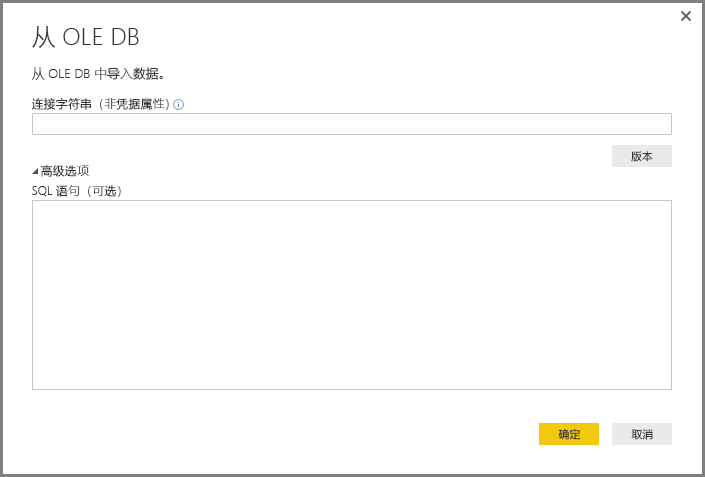 从 OLE DB
从 OLE DB 中导入数据。
连接字符串（非凭据属性）
版本
高级选项
SQL 语句（可选）
确定 取消